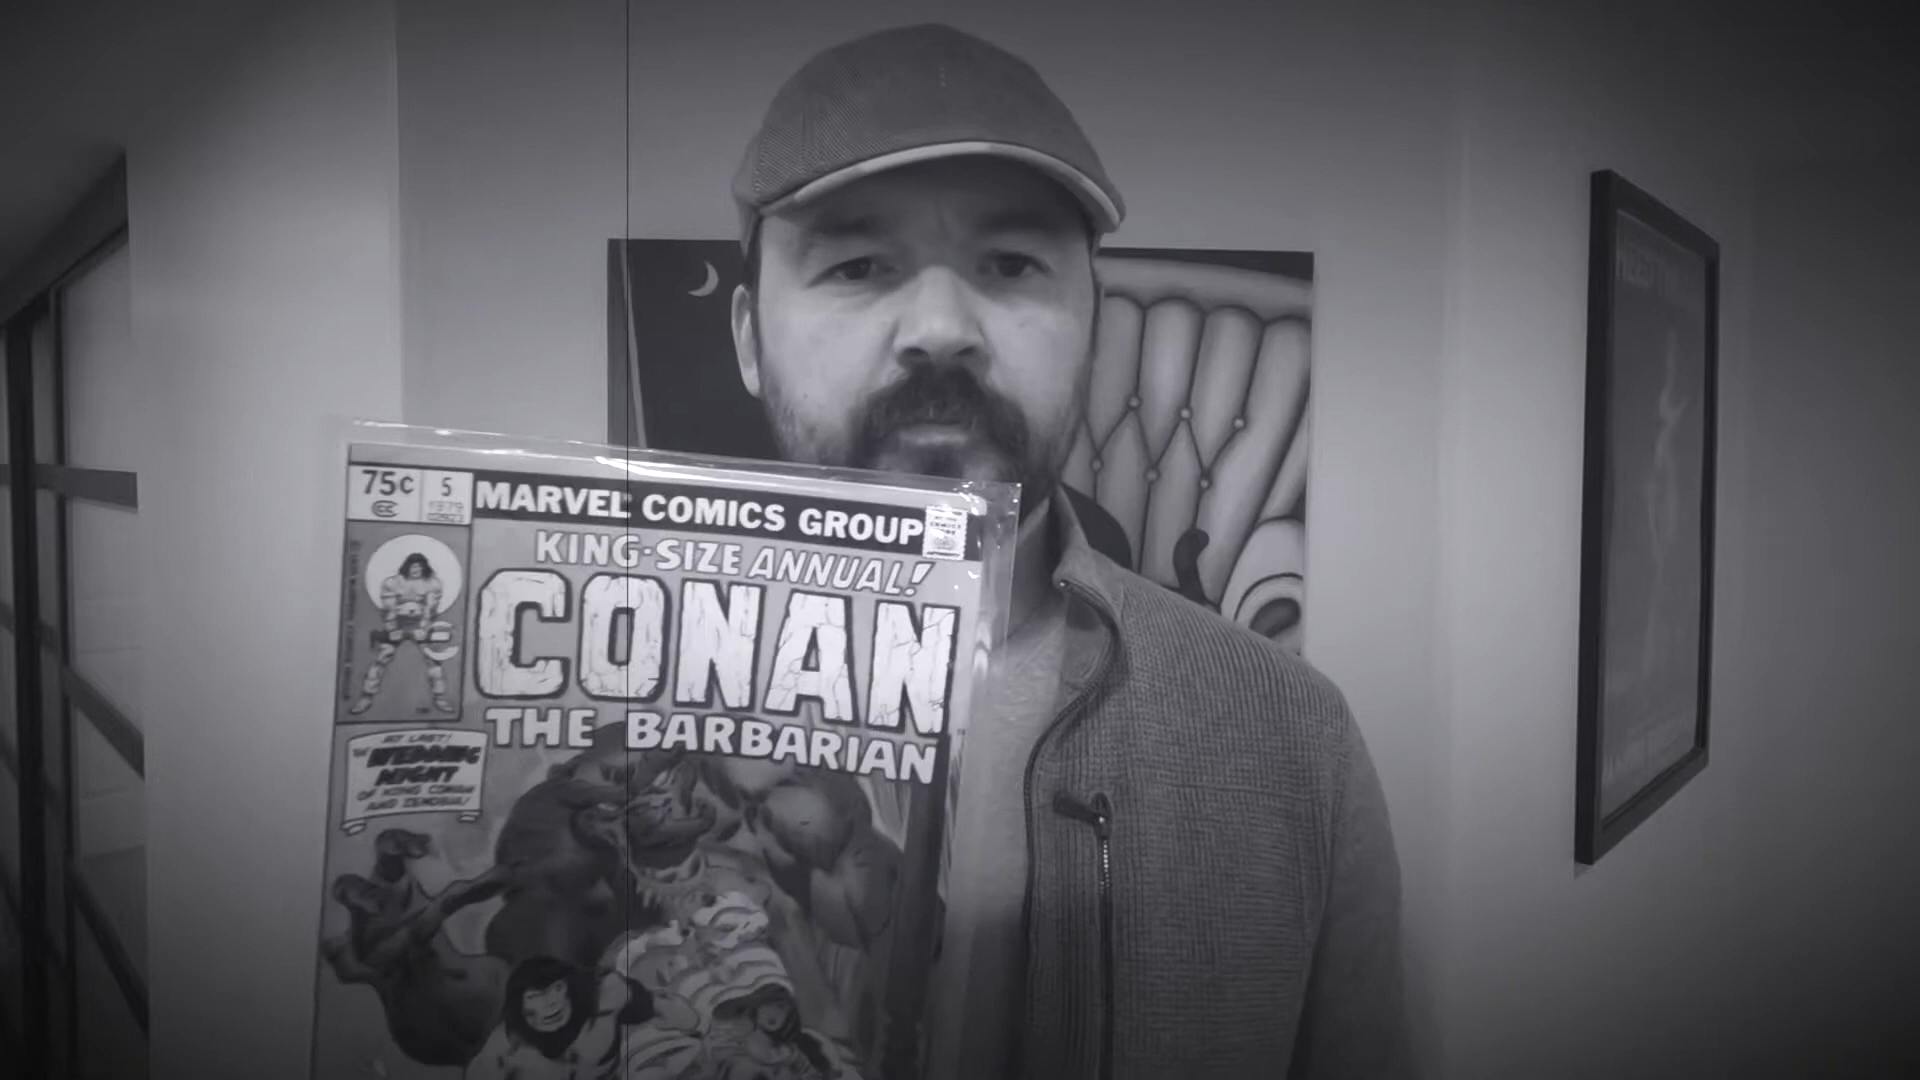 75¢
5
1979
MARVEL COMICS GROUP
KING-SIZE ANNUAL!
CONAN
THE BARBARIAN
AT LAST!
THE WEDDING
NIGHT
OF KING CONAN
AND ZENOBIA!